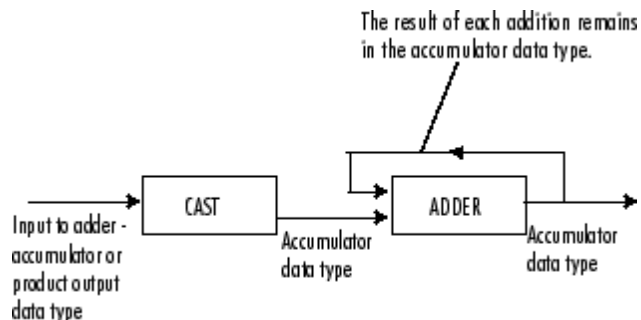 The result of each addition remains
in the accumulator data type.
CAST
ADDER
Input to adder -
accumulator or
product output
data type
Accumulator
data type
Accumulator
data type